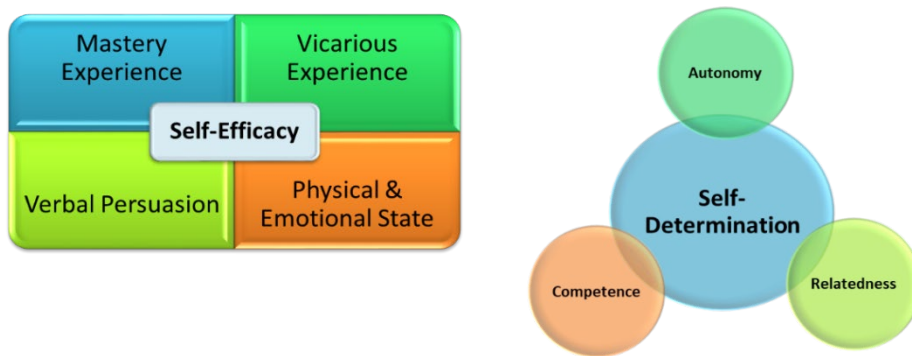 Mastery
Experience
Vicarious
Experience
Self-Efficacy
Verbal Persuasion
Physical &
Emotional State
Autonomy
Self-
Determination
Competence
Relatedness